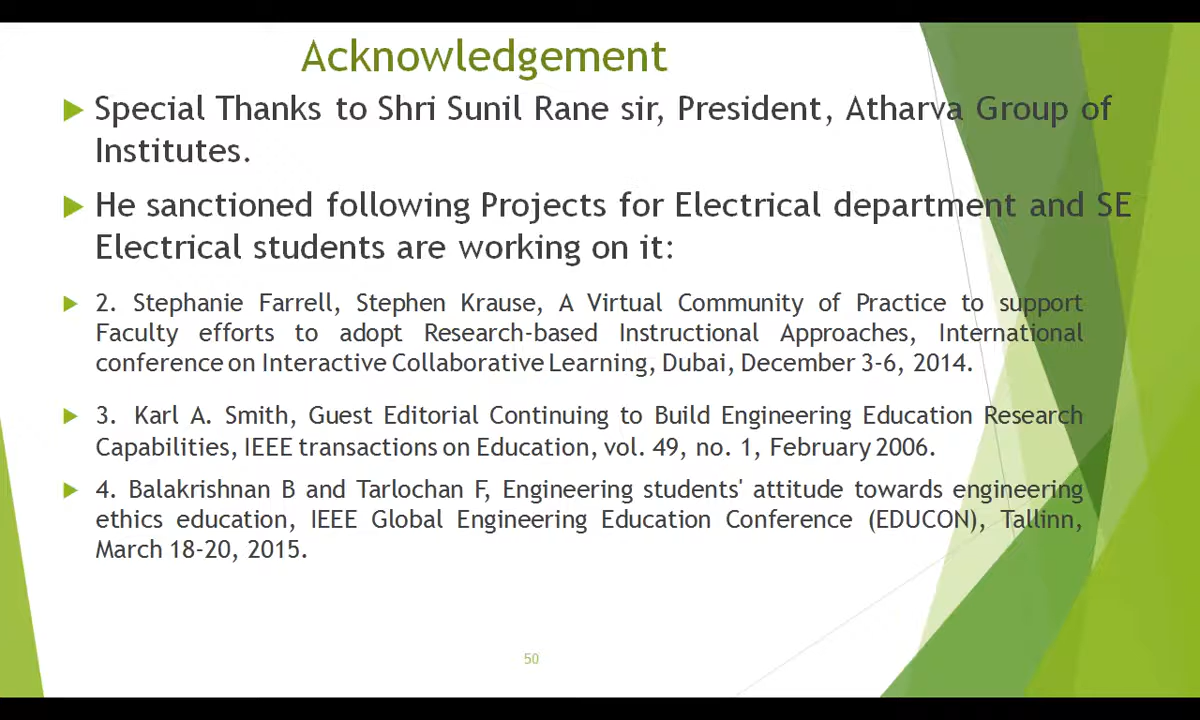 Acknowledgement
Special Thanks to Shri Sunil Rane sir, President, Atharva Group of
Institutes.
He sanctioned following Projects for Electrical department and SE
Electrical students are working on it:
2. Stephanie Farrell, Stephen Krause, A Virtual Community of Practice to support
Faculty efforts to adopt Research-based Instructional Approaches, International
conference on Interactive Collaborative Learning, Dubai, December 3-6, 2014.
3. Karl A. Smith, Guest Editorial Continuing to Build Engineering Education Research
Capabilities, IEEE transactions on Education, vol. 49, no. 1, February 2006.
4. Balakrishnan B and Tarlochan F, Engineering students' attitude towards engineering
ethics education, IEEE Global Engineering Education Conference (EDUCON), Tallinn,
March 18-20, 2015.
50